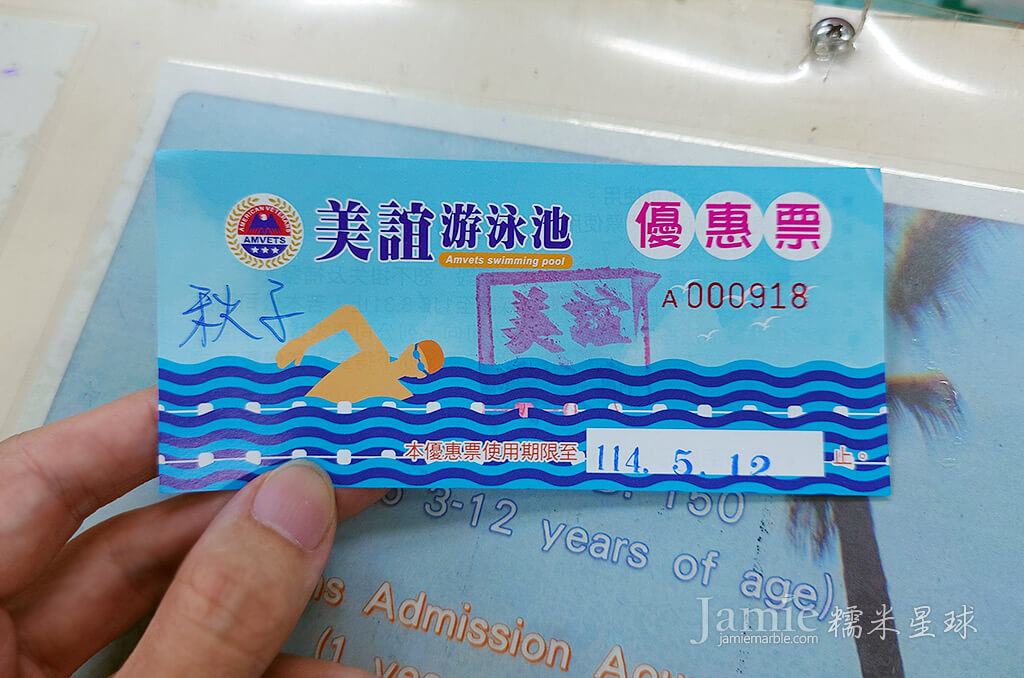 美誼游泳池
Amvets swimming pool
優惠票
AMERICAN VETERANS
AMVETS
A 000918
秋子
美誼
本優惠票使用期限至 114. 5. 12 止。
150
3-12 years of age)
Admission
(1
Jamie 糯米星球
jamiemarble.com